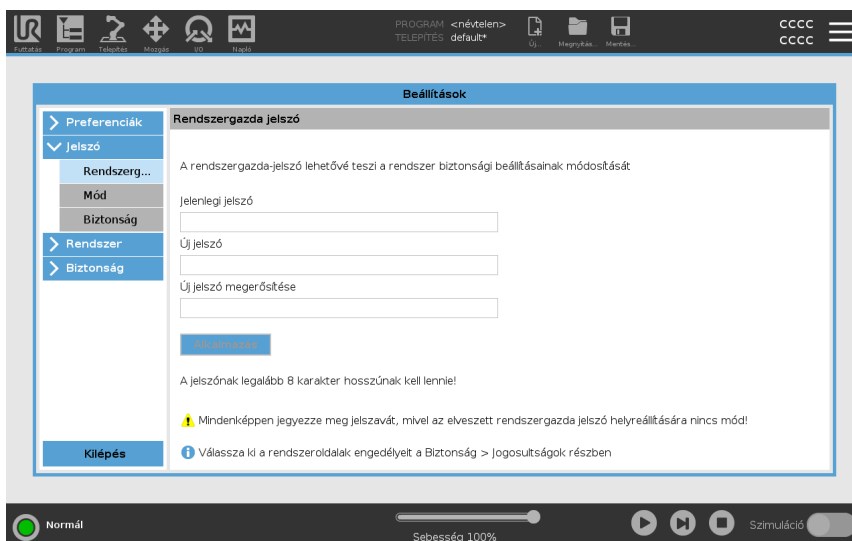 UR
PROGRAM <névtelen>
TELEPÍTÉS default*
CCCC
CCCC
Futtatás Program Telepítés Mozgás I/O Napló Új... Megnyitás... Mentés...
Beállítások
Preferenciák
Jelszó
Rendszerg...
Mód
Biztonság
Rendszer
Biztonság
Kilépés
Rendszergazda jelszó
A rendszergazda-jelszó lehetővé teszi a rendszer biztonsági beállításainak módosítását
Jelenlegi jelszó
Új jelszó
Új jelszó megerősítése
Alkalmazás
A jelszónak legalább 8 karakter hosszúnak kell lennie!
Mindenképpen jegyezze meg jelszavát, mivel az elveszett rendszergazda jelszó helyreállítására nincs mód!
Válassza ki a rendszeroldalak engedélyeit a Biztonság > Jogosultságok részben
Normál
Sebesség 100%
Szimuláció